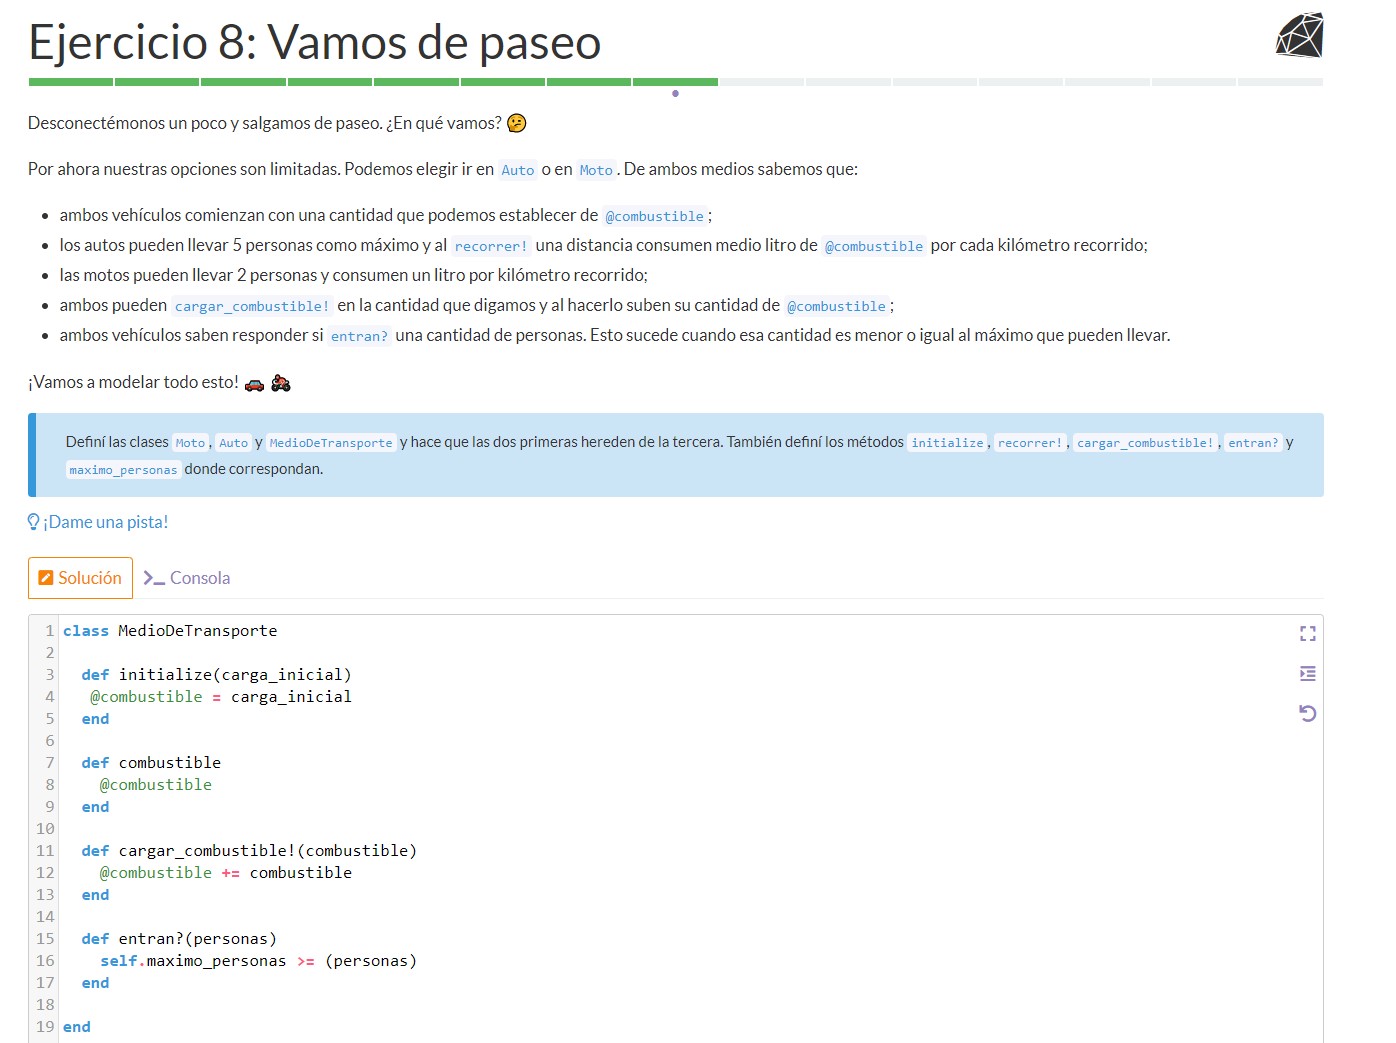 Ejercicio 8: Vamos de paseo
Desconectémonos un poco y salgamos de paseo. ¿En qué vamos? 🤔
Por ahora nuestras opciones son limitadas. Podemos elegir ir en Auto o en Moto. De ambos medios sabemos que:
• ambos vehículos comienzan con una cantidad que podemos establecer de @combustible;
• los autos pueden llevar 5 personas como máximo y al recorrer! una distancia consumen medio litro de @combustible por cada kilómetro recorrido;
• las motos pueden llevar 2 personas y consumen un litro por kilómetro recorrido;
• ambos pueden cargar_combustible! en la cantidad que digamos y al hacerlo suben su cantidad de @combustible;
• ambos vehículos saben responder si entran? una cantidad de personas. Esto sucede cuando esa cantidad es menor o igual al máximo que pueden llevar.
¡Vamos a modelar todo esto! 🚗 🏍
Definí las clases Moto, Auto y MedioDeTransporte y hace que las dos primeras hereden de la tercera. También definí los métodos initialize, recorrer!, cargar_combustible!, entran? y
maximo_personas donde correspondan.
¡Dame una pista!
Solución
Consola
1 class MedioDeTransporte
2
3   def initialize(carga_inicial)
4    @combustible = carga_inicial
5   end
6
7   def combustible
8     @combustible
9   end
10
11   def cargar_combustible!(combustible)
12     @combustible += combustible
13   end
14
15   def entran?(personas)
16     self.maximo_personas >= (personas)
17   end
18
19 end